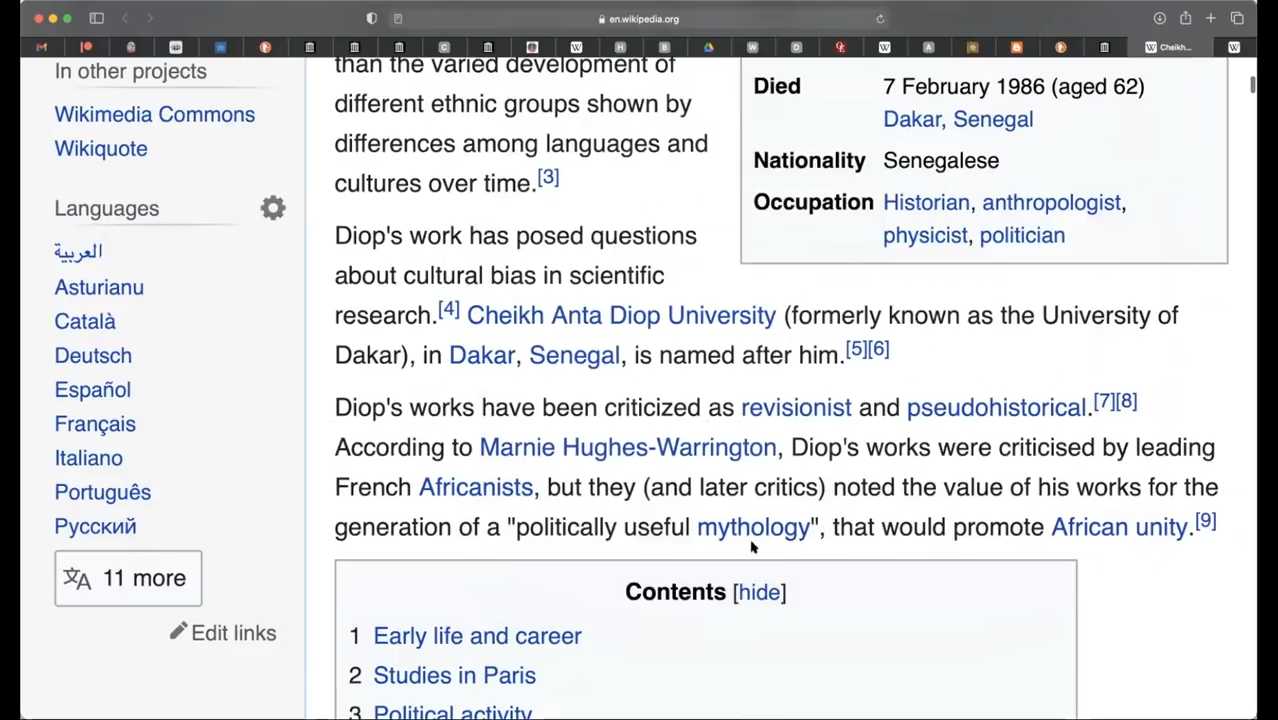 en.wikipedia.org
Cheikh...
In other projects
Wikimedia Commons
Wikiquote
Languages
العربية
Asturianu
Català
Deutsch
Español
Français
Italiano
Português
Русский
11 more
Edit links
than the varied development of
different ethnic groups shown by
differences among languages and
cultures over time.[3]
Diop's work has posed questions
about cultural bias in scientific
research.[4] Cheikh Anta Diop University (formerly known as the University of
Dakar), in Dakar, Senegal, is named after him.[5][6]
Diop's works have been criticized as revisionist and pseudohistorical.[7][8]
According to Marnie Hughes-Warrington, Diop's works were criticised by leading
French Africanists, but they (and later critics) noted the value of his works for the
generation of a "politically useful mythology", that would promote African unity.[9]
Died 7 February 1986 (aged 62)
Dakar, Senegal
Nationality Senegalese
Occupation Historian, anthropologist,
physicist, politician
Contents [hide]
1 Early life and career
2 Studies in Paris
3 Political activity